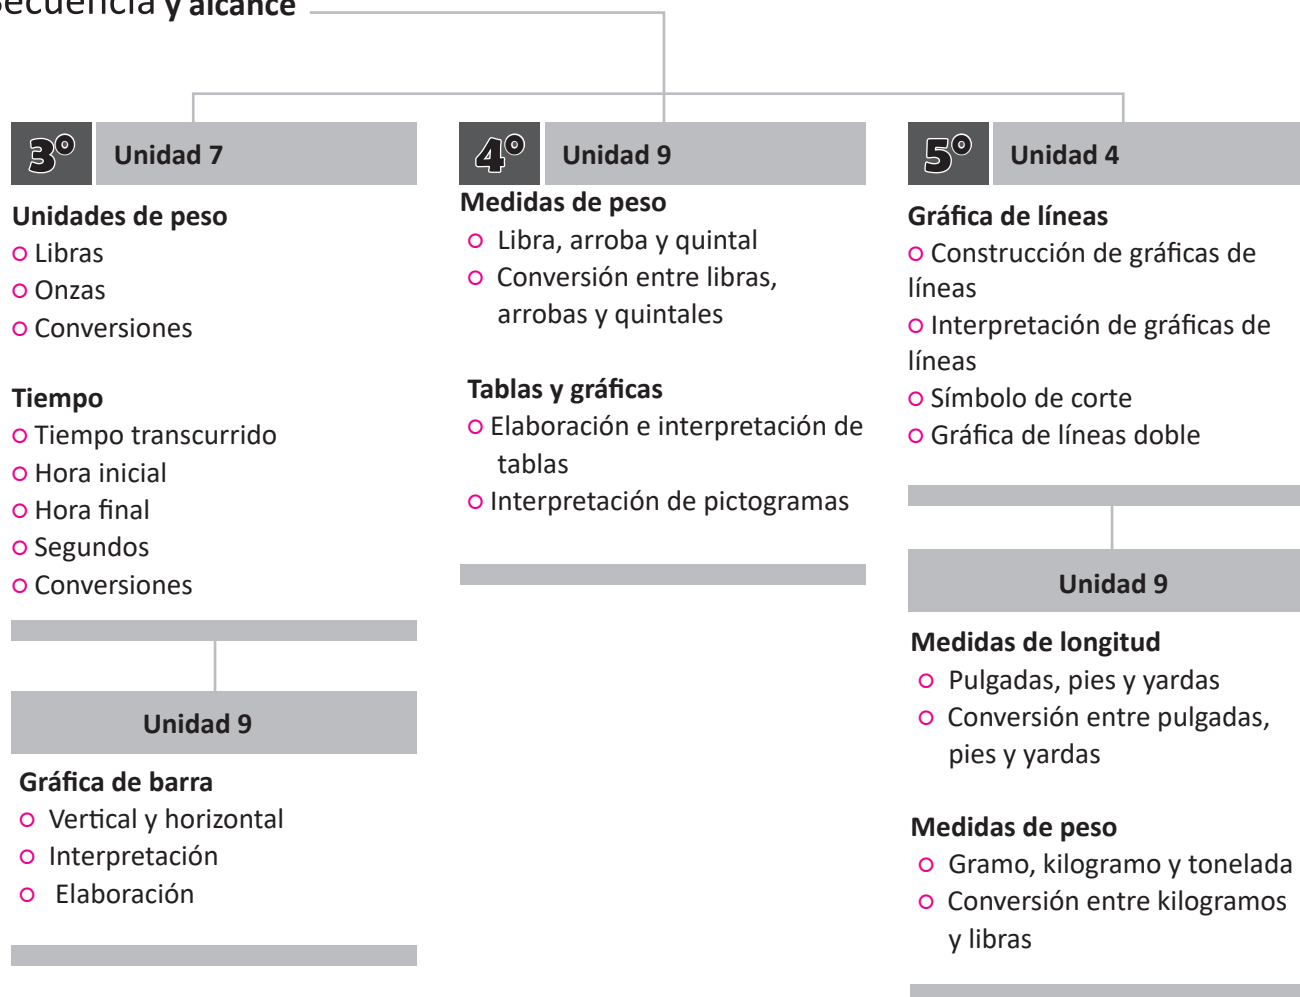 Secuencia y alcance
3º Unidad 7
Unidades de peso
Libras
Onzas
Conversiones
Tiempo
Tiempo transcurrido
Hora inicial
Hora final
Segundos
Conversiones
Unidad 9
Gráfica de barra
Vertical y horizontal
Interpretación
Elaboración
4º Unidad 9
Medidas de peso
Libra, arroba y quintal
Conversión entre libras,
arrobas y quintales
Tablas y gráficas
Elaboración e interpretación de
tablas
Interpretación de pictogramas
5º Unidad 4
Gráfica de líneas
Construcción de gráficas de
líneas
Interpretación de gráficas de
líneas
Símbolo de corte
Gráfica de líneas doble
Unidad 9
Medidas de longitud
Pulgadas, pies y yardas
Conversión entre pulgadas,
pies y yardas
Medidas de peso
Gramo, kilogramo y tonelada
Conversión entre kilogramos
y libras